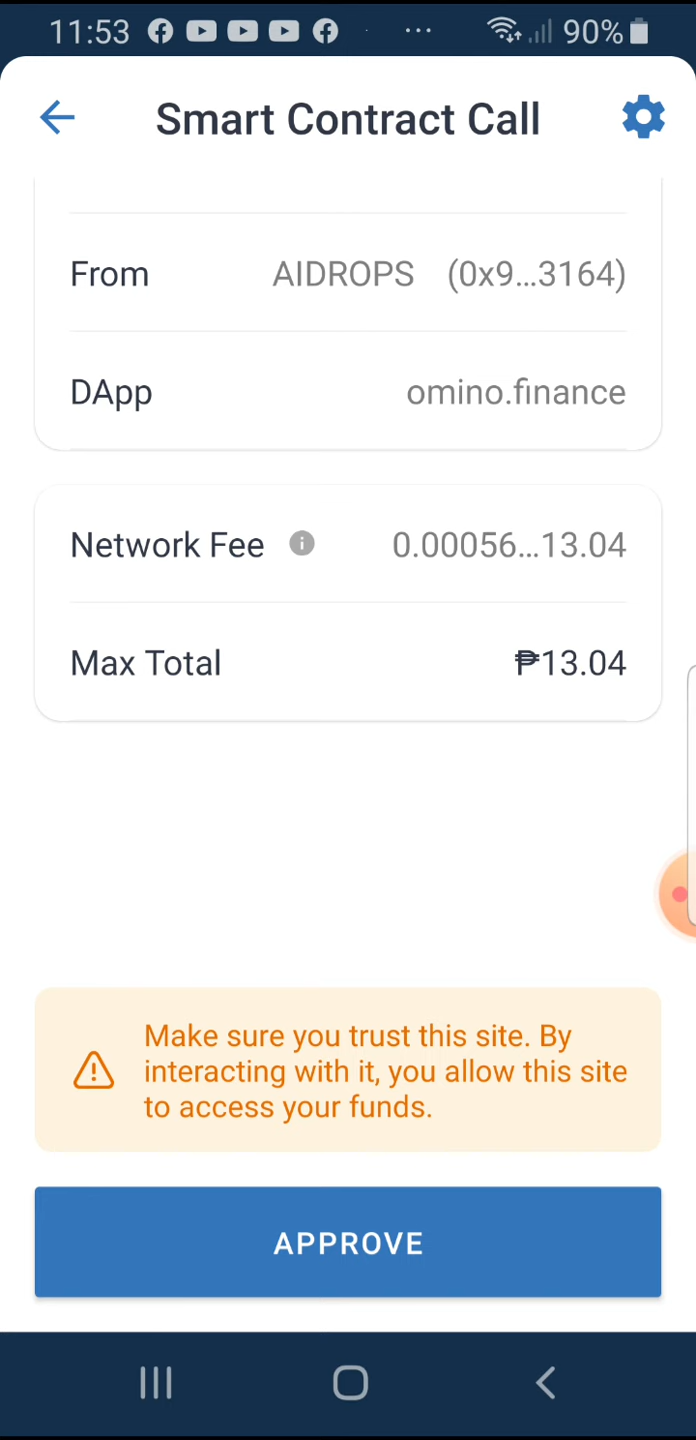 11:53 ... 90%
Smart Contract Call
From AIDROPS (0x9...3164)
DApp omino.finance
Network Fee 0.00056...13.04
Max Total ₱13.04
Make sure you trust this site. By
interacting with it, you allow this site
to access your funds.
APPROVE